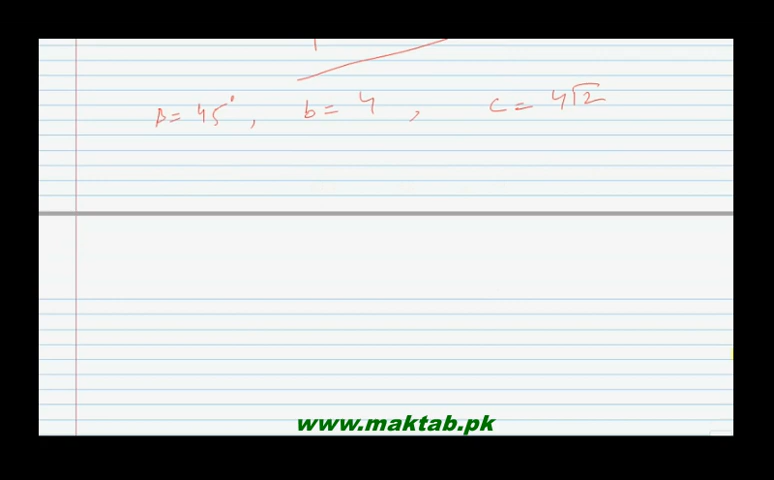 β = 45°, b = 4, c = 4√2
www.maktab.pk